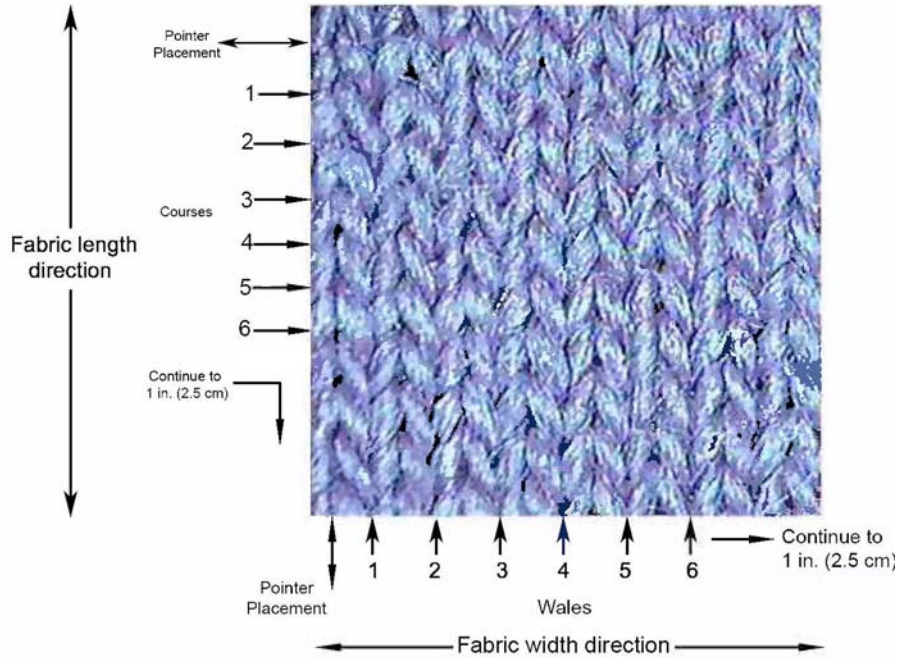 Pointer
Placement
1
2
3
Courses
4
Fabric length
direction
5
6
Continue to
1 in. (2.5 cm)
1
2
3
4
5
6
Continue to
1 in. (2.5 cm)
Pointer
Placement
Wales
Fabric width direction